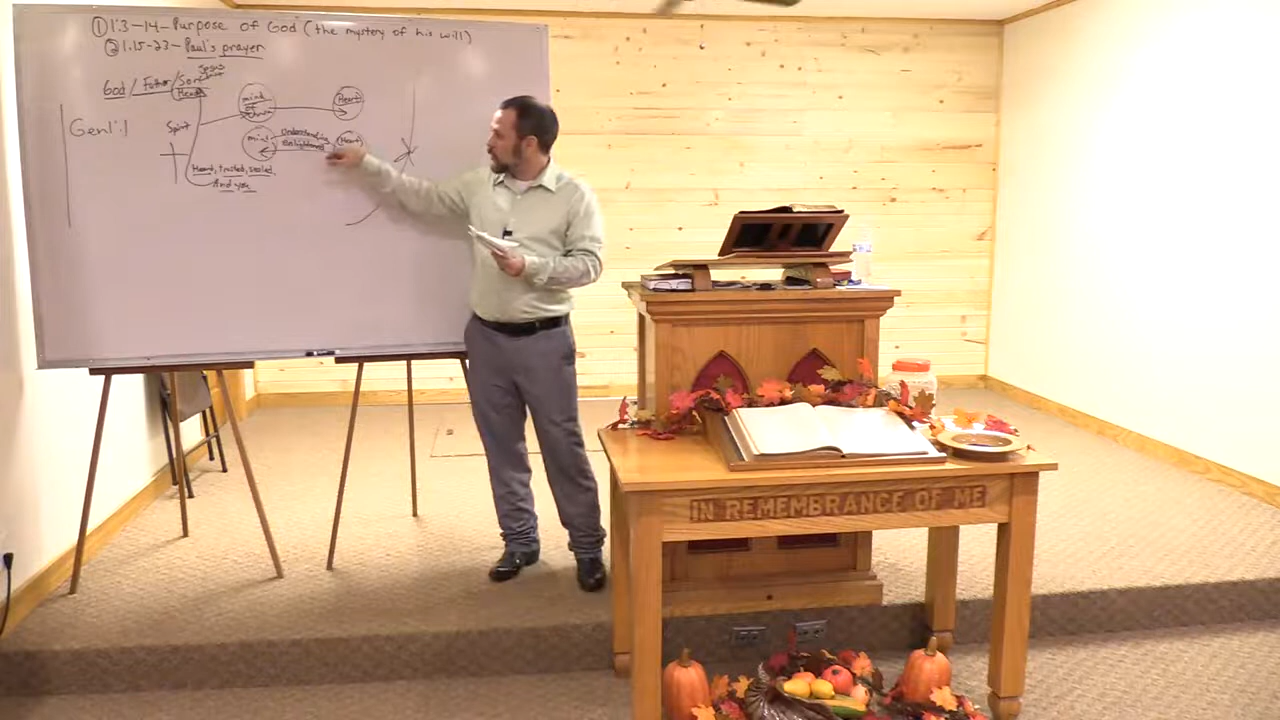 ① 1:3-14-Purpose of God (the mystery of his will)
② 1:15-23-Paul's prayer
God / Father / Son
Jesus
Head
mind of
Heart
Gen 1:1
Spirit
mind
Understanding
Enlightened
Heart
Heard, trusted, sealed,
And you
IN REMEMBRANCE OF ME